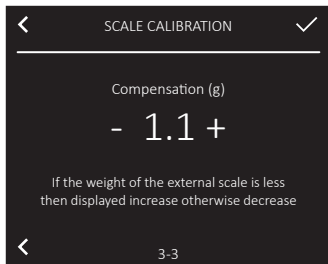 SCALE CALIBRATION
Compensation (g)
- 1.1 +
If the weight of the external scale is less
then displayed increase otherwise decrease
3-3